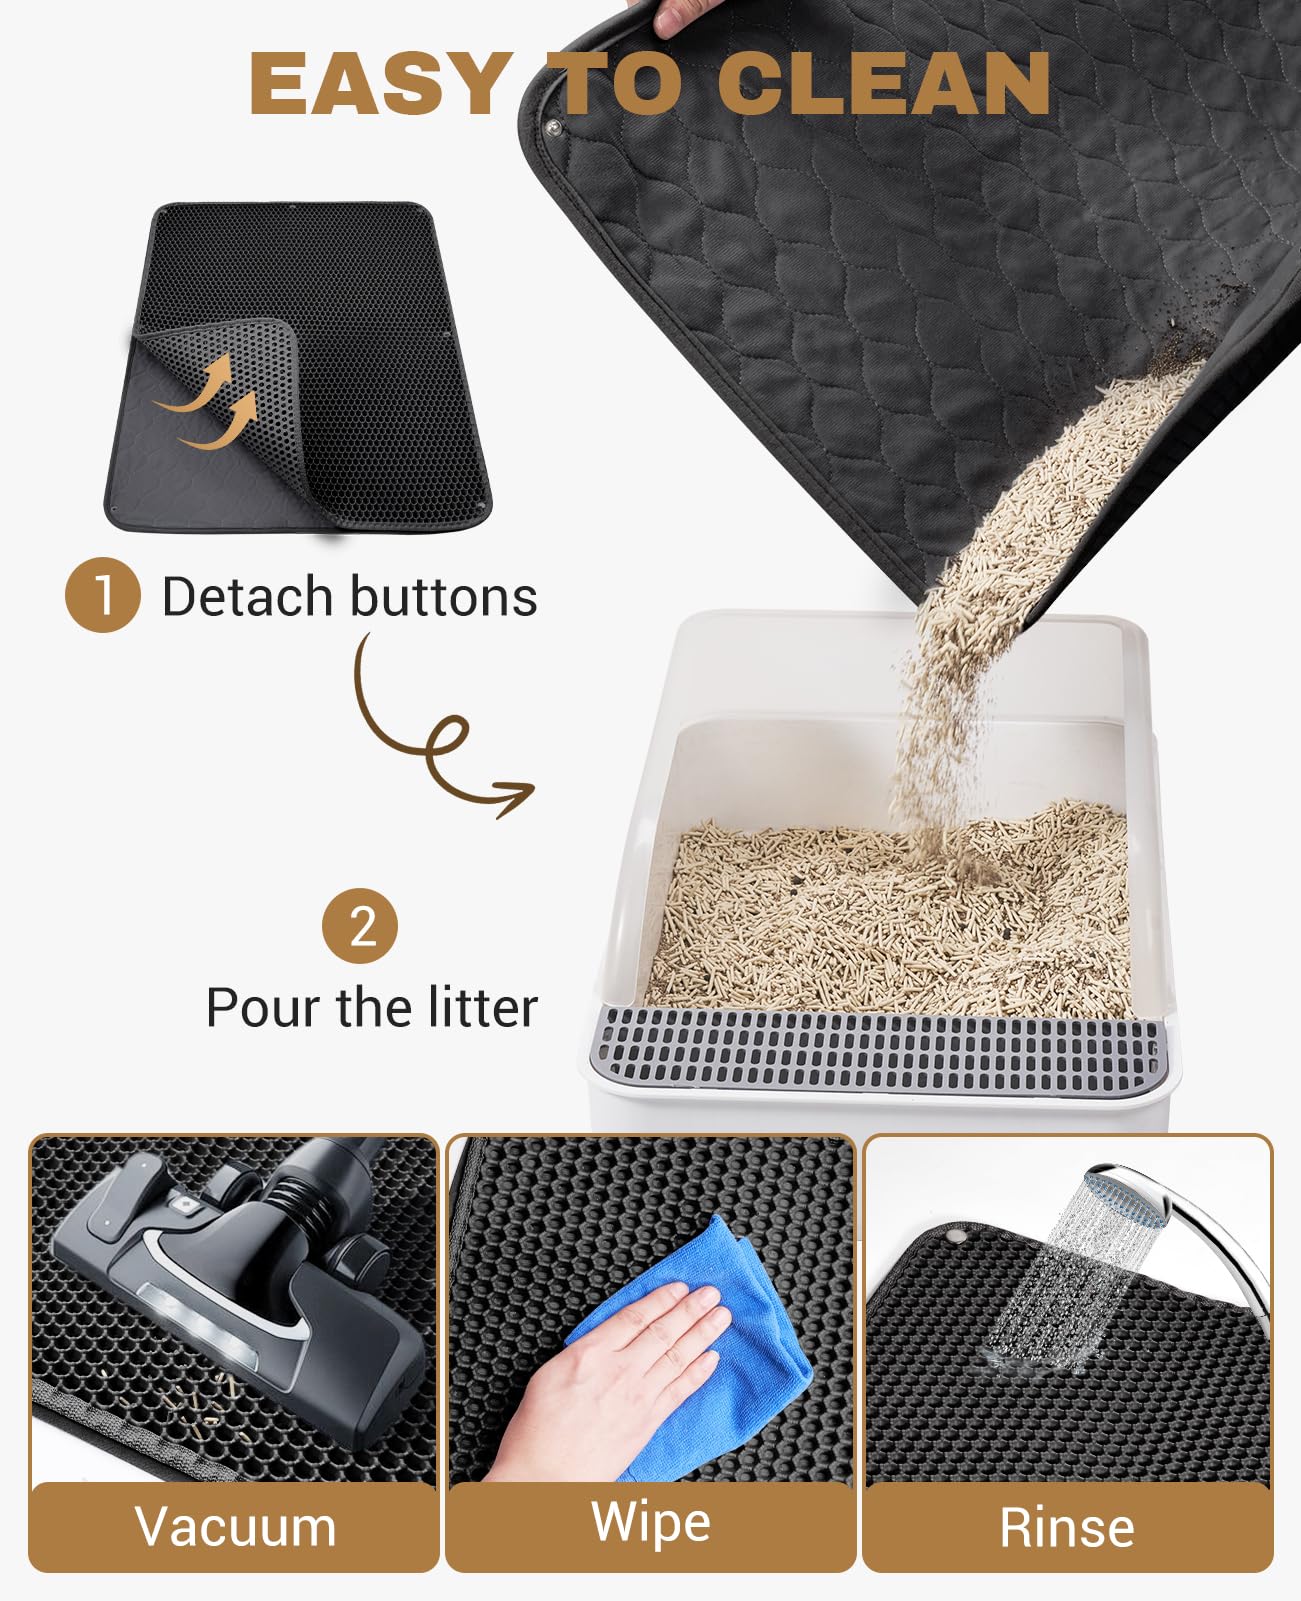 EASY TO CLEAN
1 Detach buttons
2
Pour the litter
Vacuum
Wipe
Rinse